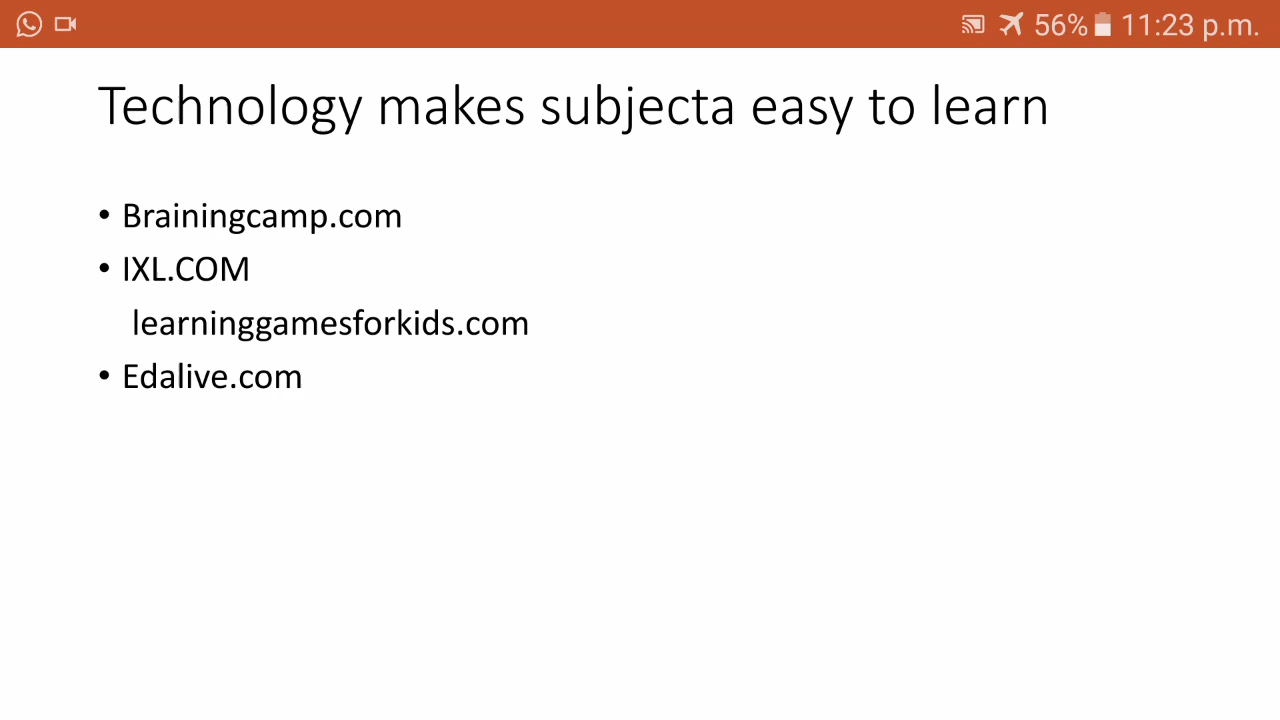 56% 11:23 p.m.
Technology makes subjecta easy to learn
• Brainingcamp.com
• IXL.COM
learninggamesforkids.com
• Edalive.com